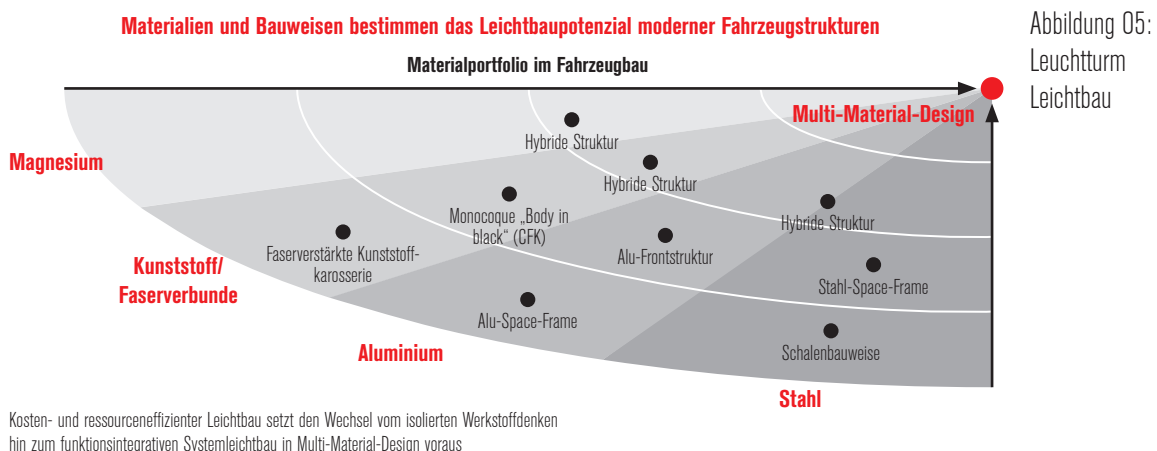 Materialien und Bauweisen bestimmen das Leichtbaupotenzial moderner Fahrzeugstrukturen
Materialportfolio im Fahrzeugbau
Abbildung 05:
Leuchtturm
Leichtbau
Multi-Material-Design
Hybride Struktur
Magnesium
Hybride Struktur
Monocoque „Body in
black“ (CFK)
Hybride Struktur
Faserverstärkte Kunststoff-
karosserie
Alu-Frontstruktur
Kunststoff/
Faserverbunde
Stahl-Space-Frame
Alu-Space-Frame
Aluminium
Schalenbauweise
Stahl
Kosten- und ressourceneffizienter Leichtbau setzt den Wechsel vom isolierten Werkstoffdenken
hin zum funktionsintegrativen Systemleichtbau in Multi-Material-Design voraus